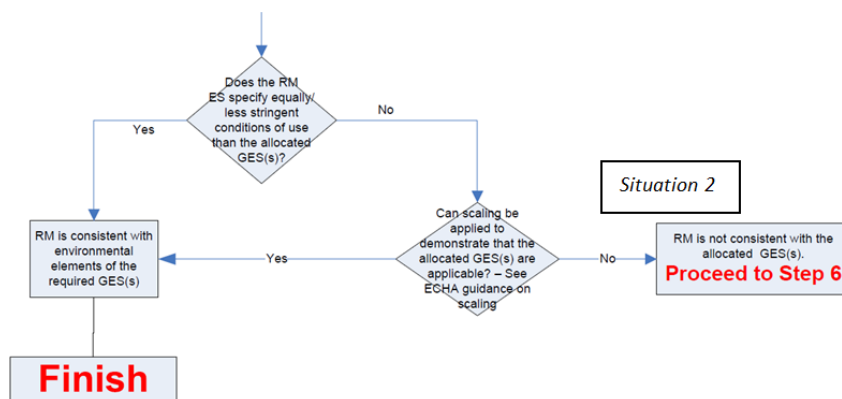 Does the RM
ES specify equally/
less stringent
conditions of use
than the allocated
GES(s)?
Yes
No
Situation 2
RM is consistent with
environmental
elements of the
required GES(s)
Yes
Can scaling be
applied to
demonstrate that the
allocated GES(s) are
applicable? – See
ECHA guidance on
scaling
No
RM is not consistent with the
allocated GES(s).
Proceed to Step 6
Finish